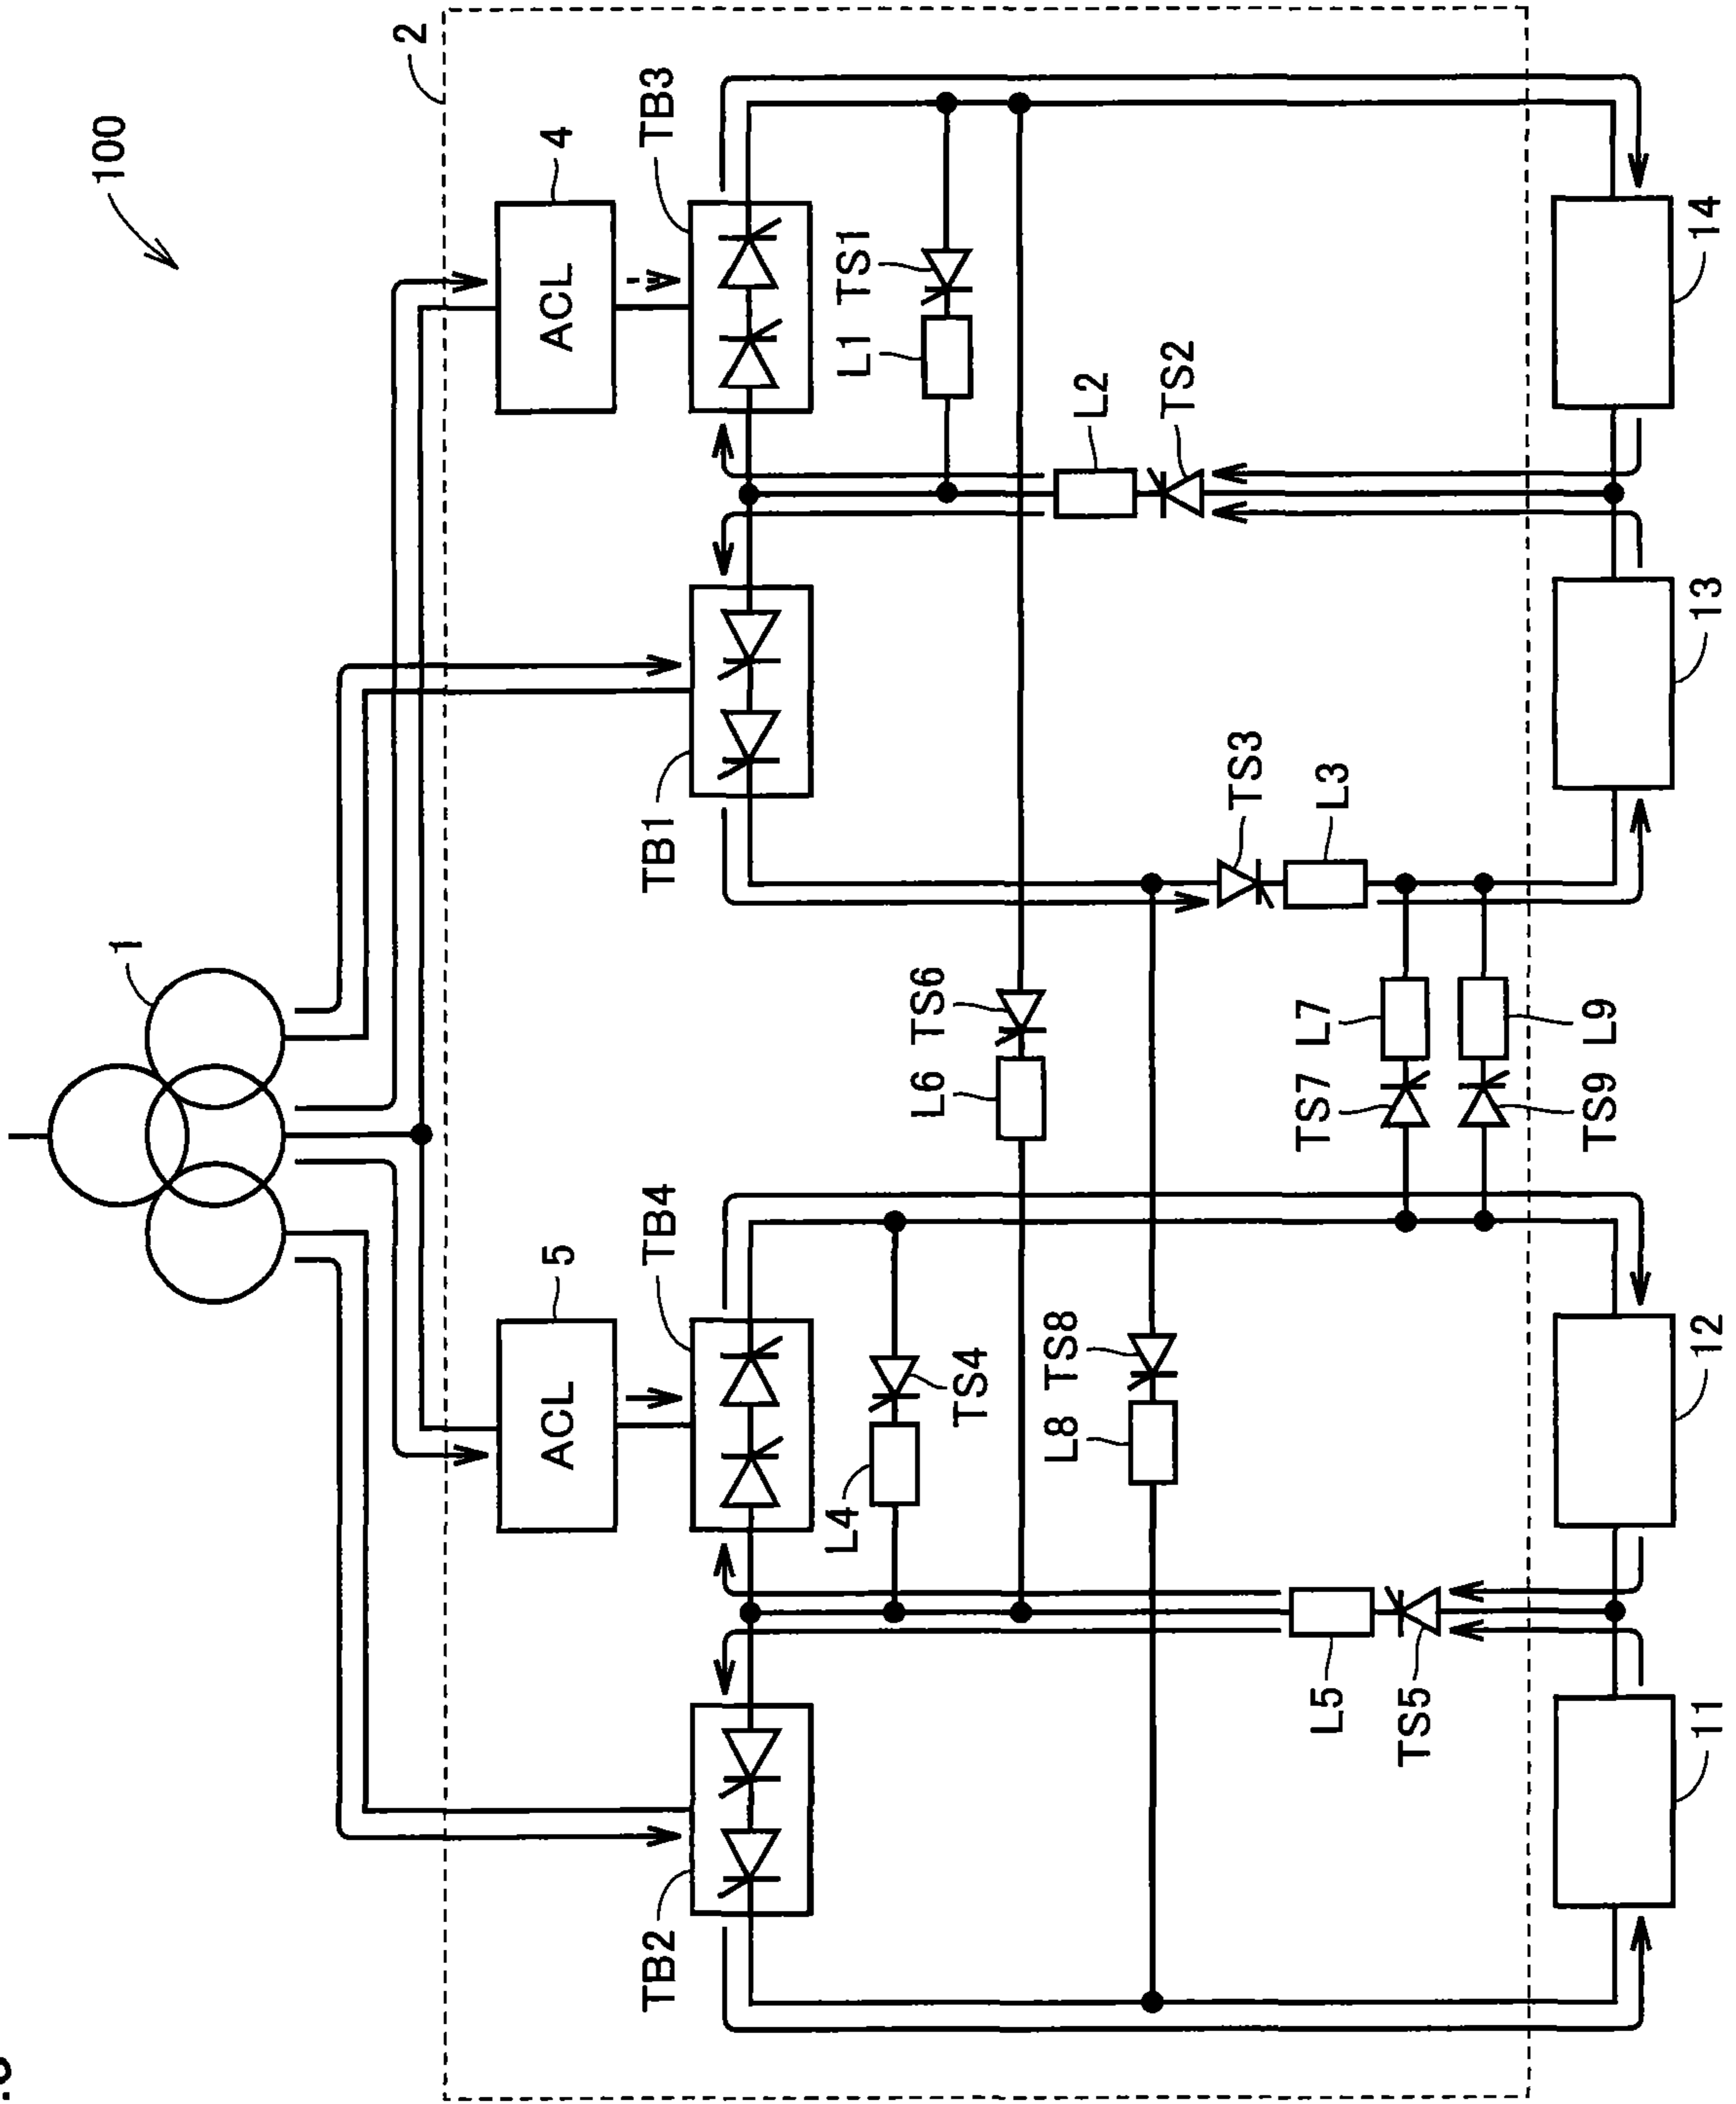 100
1
2
4
ACL
5
ACL
TB3
TB1
TB4
TB2
L1 TS1
L2
TS2
TS3
L3
L6 TS6
L4
TS4
L8 TS8
TS7 L7
TS9 L9
L5
TS5
11
12
13
14